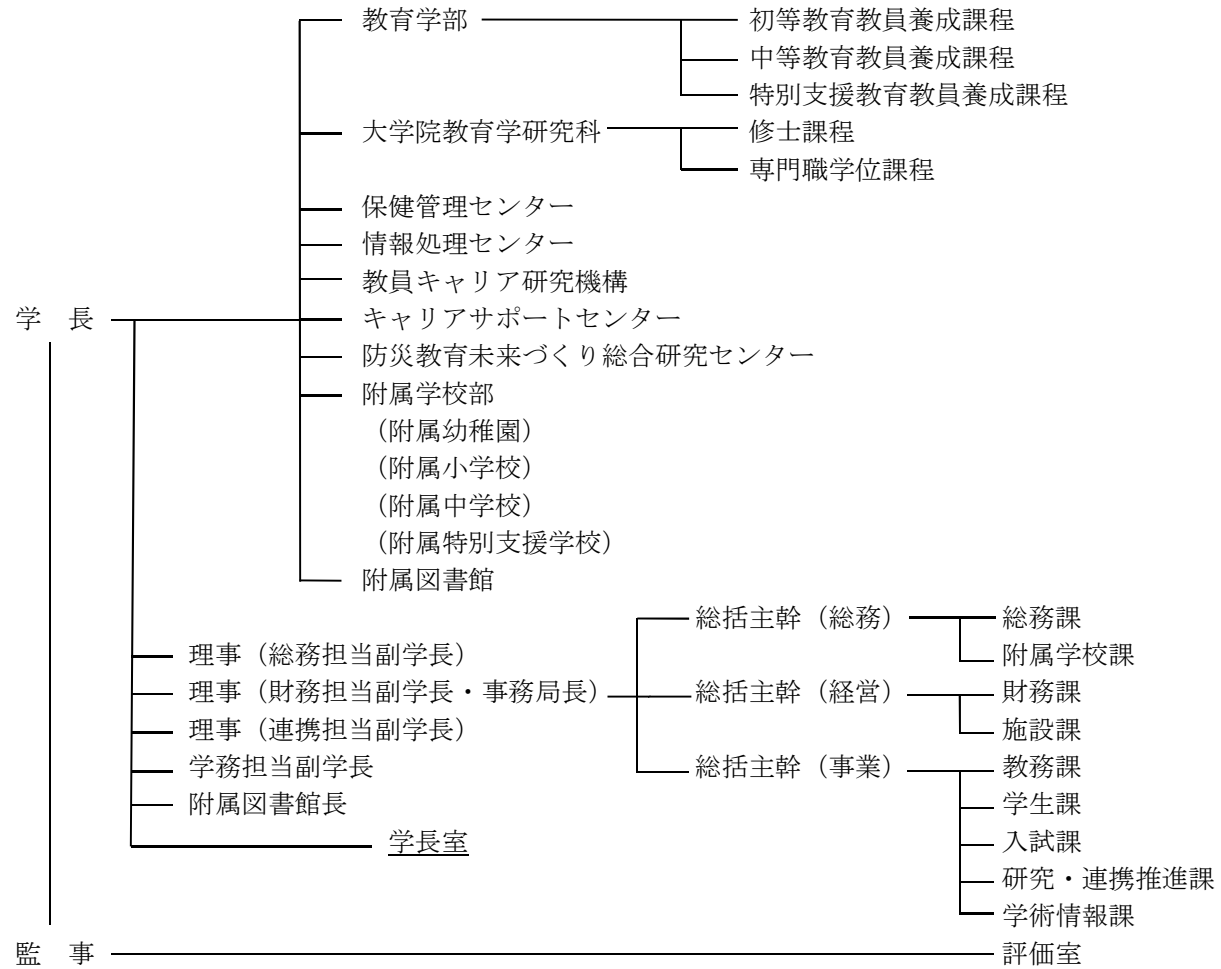 教育学部 初等教育教員養成課程
中等教育教員養成課程
特別支援教育教員養成課程
大学院教育学研究科 修士課程
専門職学位課程
保健管理センター
情報処理センター
教員キャリア研究機構
学　長 キャリアサポートセンター
防災教育未来づくり総合研究センター
附属学校部
（附属幼稚園）
（附属小学校）
（附属中学校）
（附属特別支援学校）
附属図書館
総括主幹（総務） 総務課
理事（総務担当副学長） 附属学校課
理事（財務担当副学長・事務局長） 総括主幹（経営） 財務課
理事（連携担当副学長） 施設課
学務担当副学長 総括主幹（事業） 教務課
附属図書館長 学生課
学長室 入試課
研究・連携推進課
学術情報課
監　事 評価室